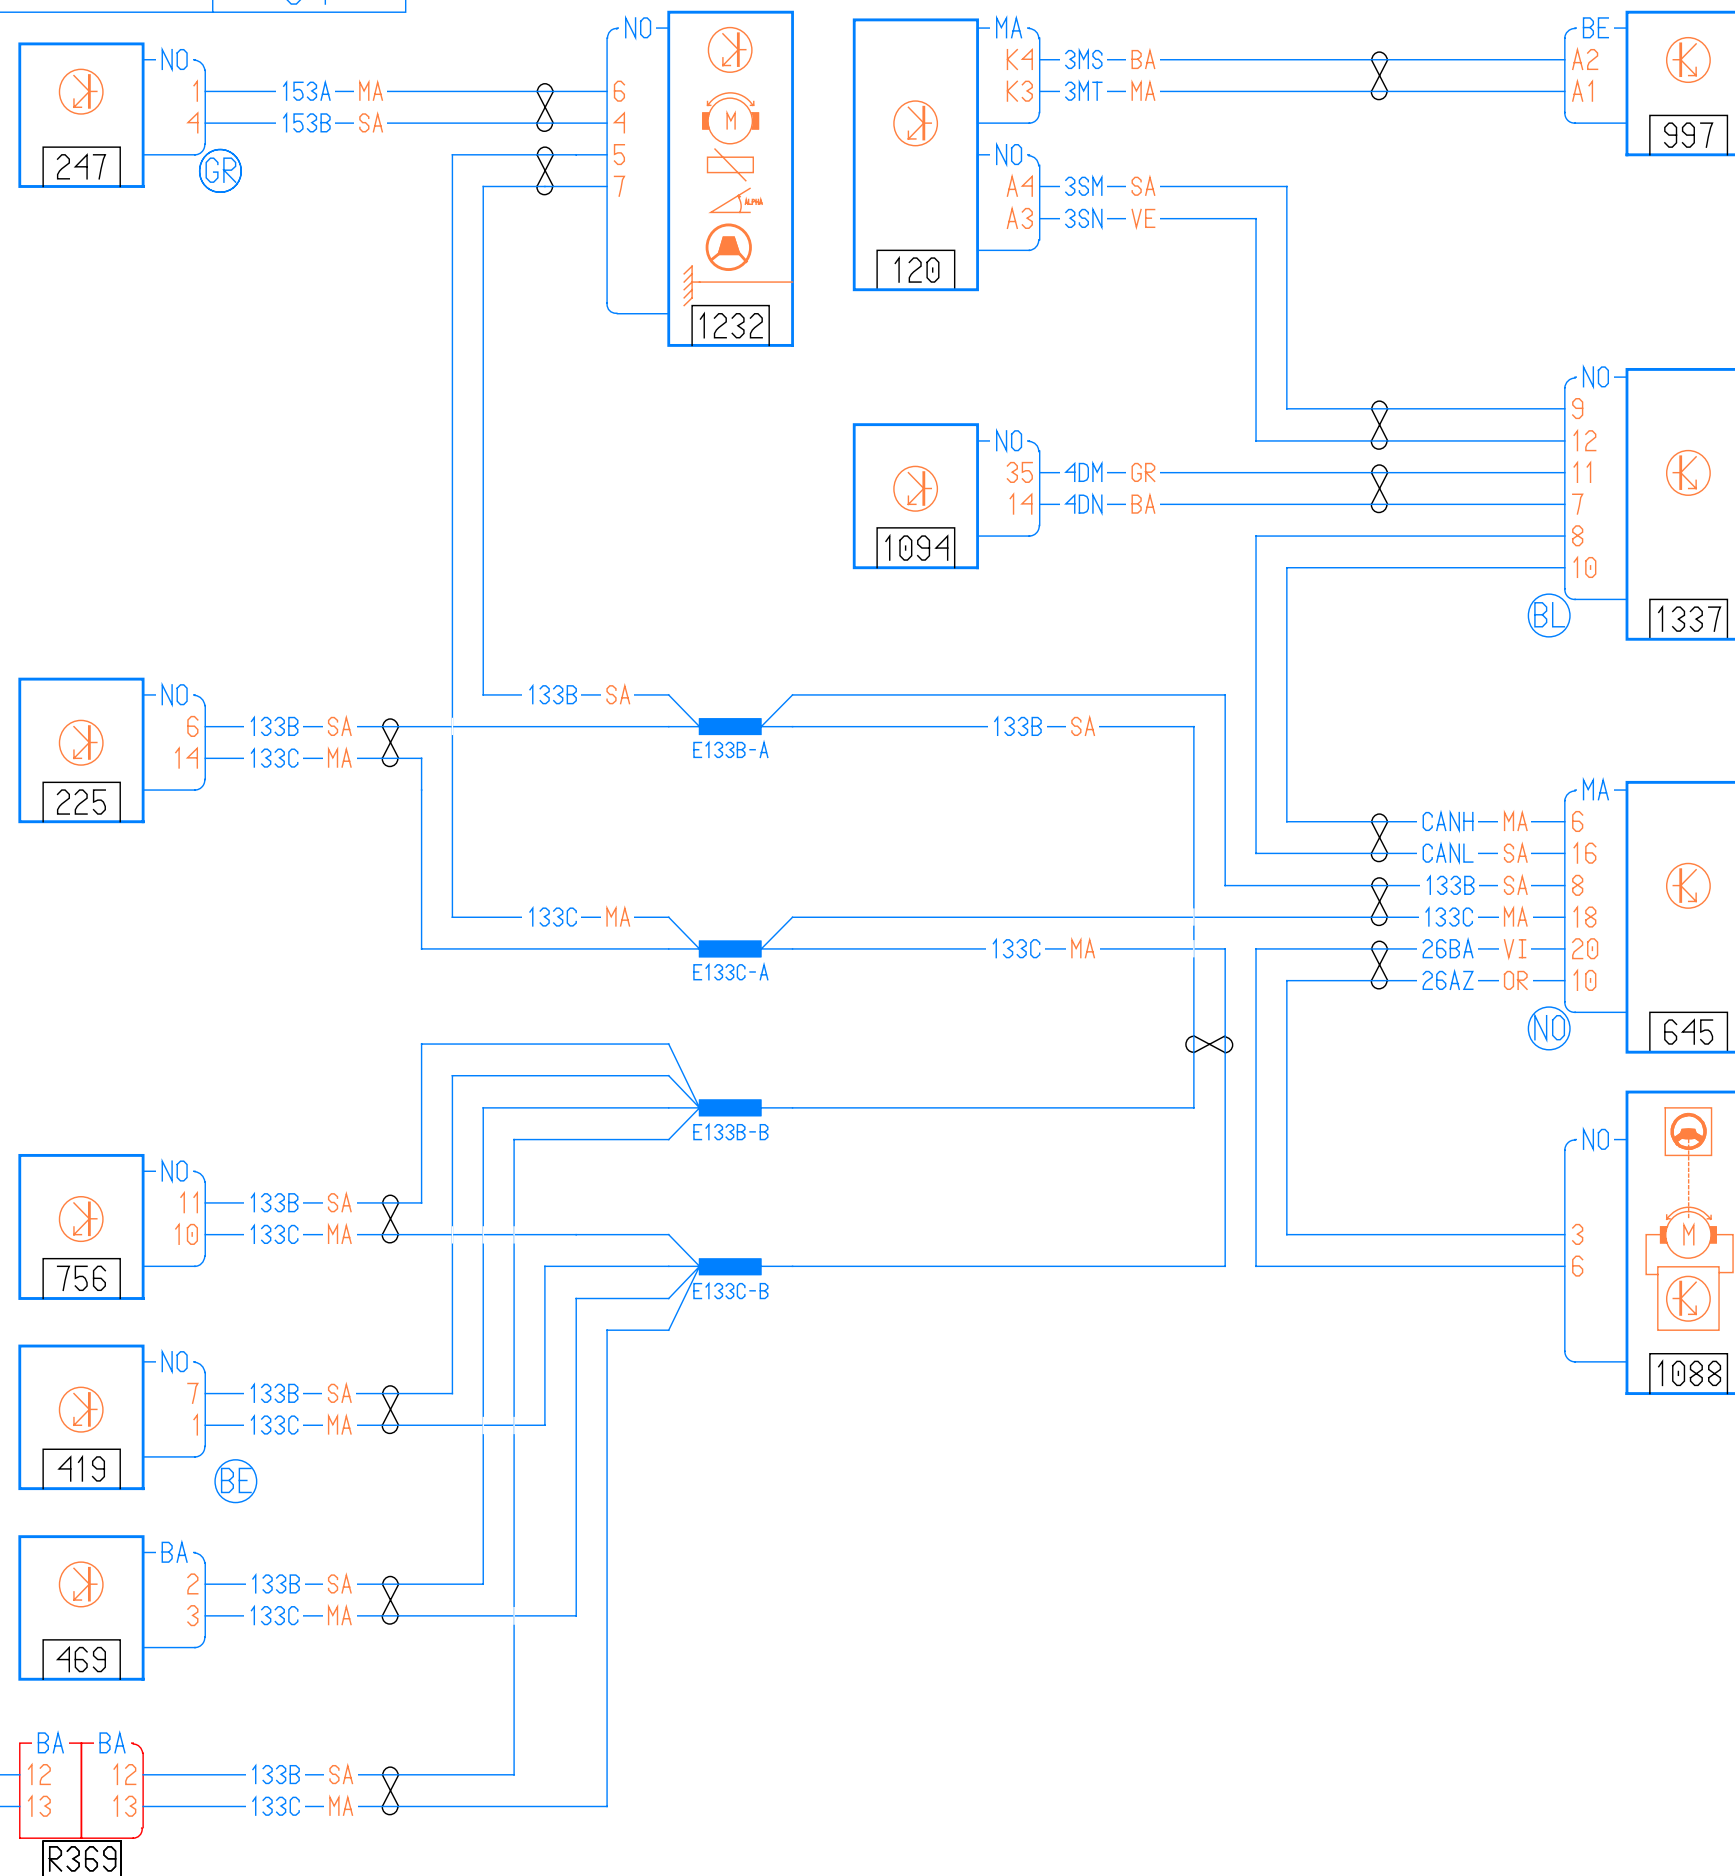 NO
1 153A MA
4 153B SA
247
GR
NO
6
4
5
7
M
ALPHA
1232
MA
K4 3MS BA
K3 3MT MA
NO
A4 3SM SA
A3 3SN VE
120
BE
A2
A1
997
NO
9
12
11
7
8
10
BL
1337
NO
35 4DM GR
14 4DN BA
1094
NO
6 133B SA
14 133C MA
225
133B SA
E133B-A
133B SA
133C MA
E133C-A
133C MA
MA
CANH MA 6
CANL SA 16
133B SA 8
133C MA 18
26BA VI 20
26AZ OR 10
NO
645
E133B-B
E133C-B
NO
3
6
M
1088
NO
11 133B SA
10 133C MA
756
NO
7 133B SA
1 133C MA
419
BE
BA
2 133B SA
3 133C MA
469
BA BA
12 12 133B SA
13 13 133C MA
R369